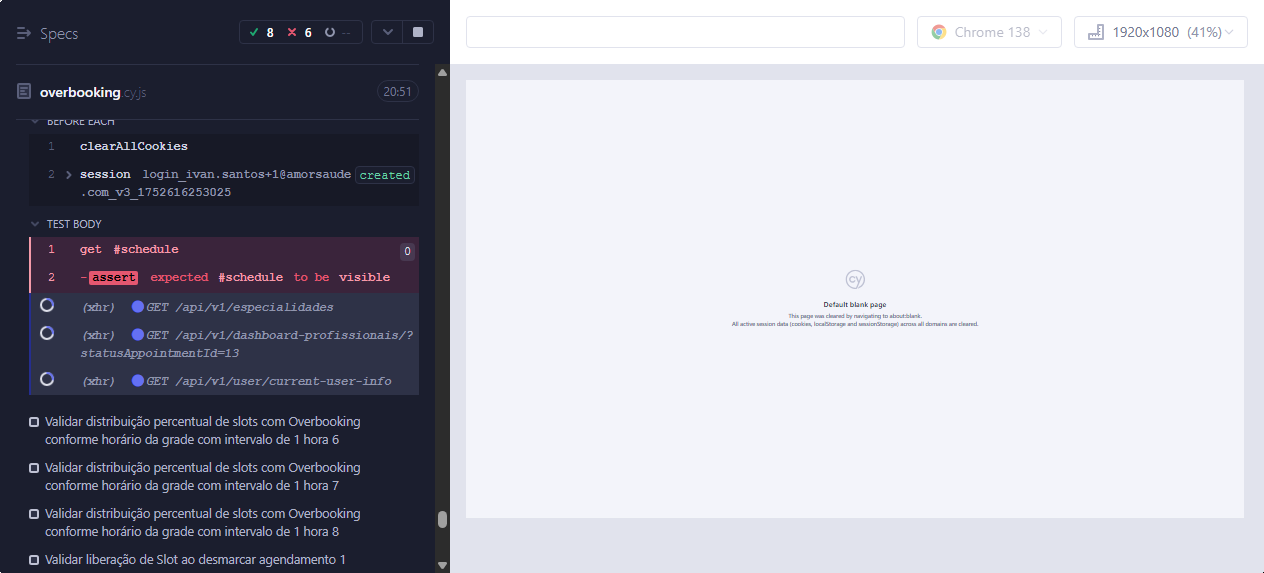 Specs
8 6 --
overbooking.cy.js 20:51
BEFORE EACH
1 clearAllCookies
2 session login_ivan.santos+1@amorsaude created
.com_v3_1752616253025
TEST BODY
1 get #schedule 0
2 -assert expected #schedule to be visible
(xhr) GET /api/v1/especialidades
(xhr) GET /api/v1/dashboard-profissionais/?
statusAppointmentId=13
(xhr) GET /api/v1/user/current-user-info
Validar distribuição percentual de slots com Overbooking
conforme horário da grade com intervalo de 1 hora 6
Validar distribuição percentual de slots com Overbooking
conforme horário da grade com intervalo de 1 hora 7
Validar distribuição percentual de slots com Overbooking
conforme horário da grade com intervalo de 1 hora 8
Validar liberação de Slot ao desmarcar agendamento 1
Chrome 138
1920x1080 (41%)
cy
Default blank page
This page was cleared by navigating to about:blank.
All active session data (cookies, localStorage and sessionStorage) across all domains are cleared.